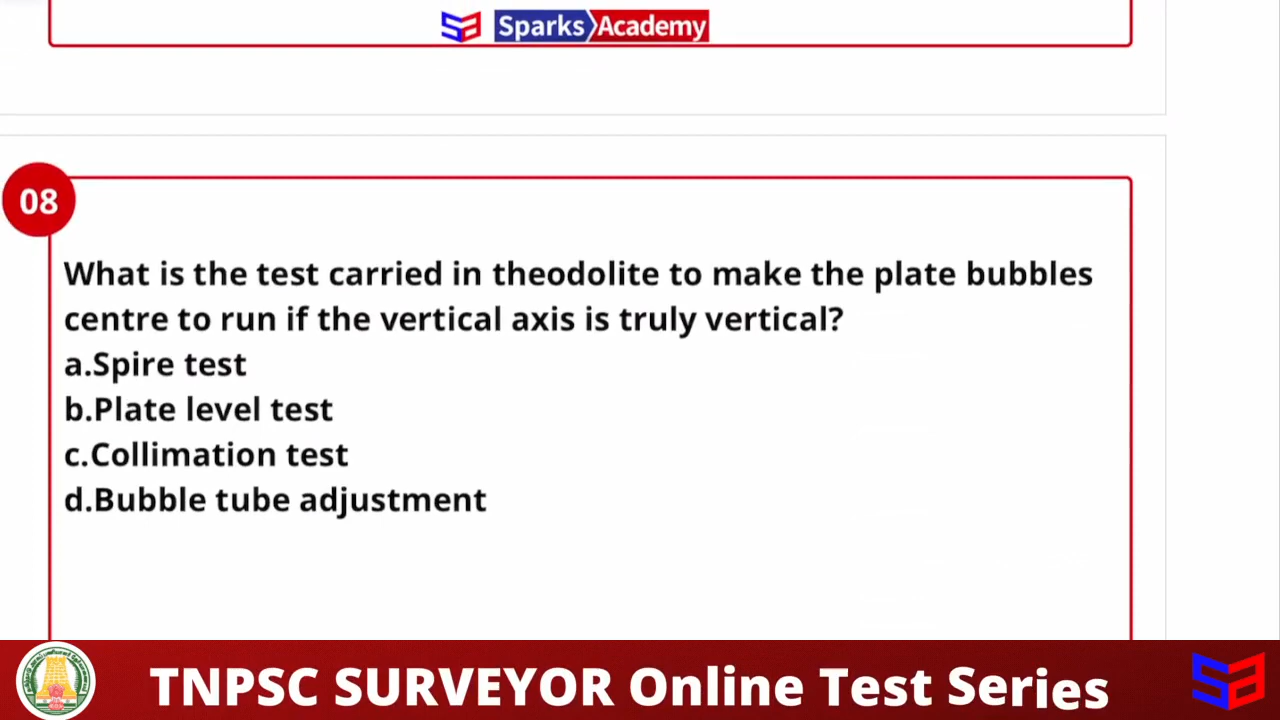 Sparks Academy
08
What is the test carried in theodolite to make the plate bubbles
centre to run if the vertical axis is truly vertical?
a.Spire test
b.Plate level test
c.Collimation test
d.Bubble tube adjustment
TNPSC SURVEYOR Online Test Series